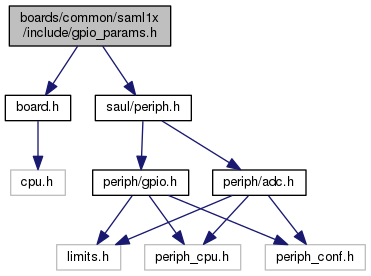 boards/common/saml1x
/include/gpio_params.h
board.h
saul/periph.h
cpu.h
periph/gpio.h
periph/adc.h
limits.h
periph_cpu.h
periph_conf.h